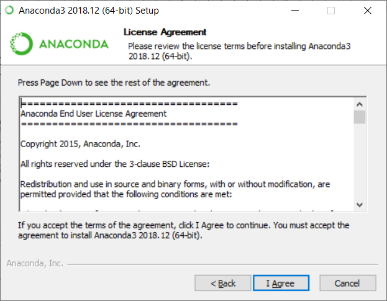 Anaconda3 2018.12 (64-bit) Setup
ANACONDA
License Agreement
Please review the license terms before installing Anaconda3
2018.12 (64-bit).
Press Page Down to see the rest of the agreement.
===================================
Anaconda End User License Agreement
===================================
Copyright 2015, Anaconda, Inc.
All rights reserved under the 3-clause BSD License:
Redistribution and use in source and binary forms, with or without modification, are
permitted provided that the following conditions are met:
If you accept the terms of the agreement, click I Agree to continue. You must accept the
agreement to install Anaconda3 2018.12 (64-bit).
Anaconda, Inc.
< Back
I Agree
Cancel